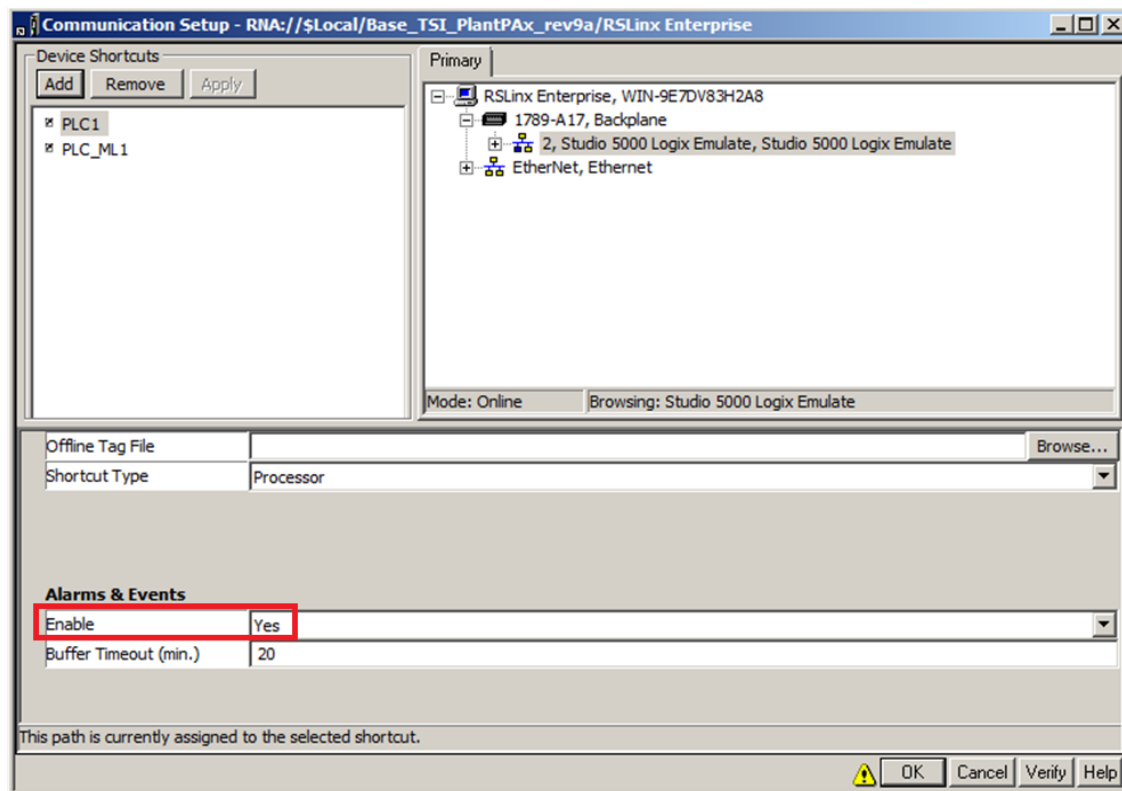 Communication Setup - RNA://$Local/Base_TSI_PlantPAx_rev9a/RSLinx Enterprise
Device Shortcuts
Add Remove Apply
PLC1
PLC_ML1
Primary
RSLinx Enterprise, WIN-9E7DV83H2A8
1789-A17, Backplane
2, Studio 5000 Logix Emulate, Studio 5000 Logix Emulate
EtherNet, Ethernet
Mode: Online Browsing: Studio 5000 Logix Emulate
Offline Tag File Browse...
Shortcut Type Processor
Alarms & Events
Enable Yes
Buffer Timeout (min.) 20
This path is currently assigned to the selected shortcut.
OK Cancel Verify Help